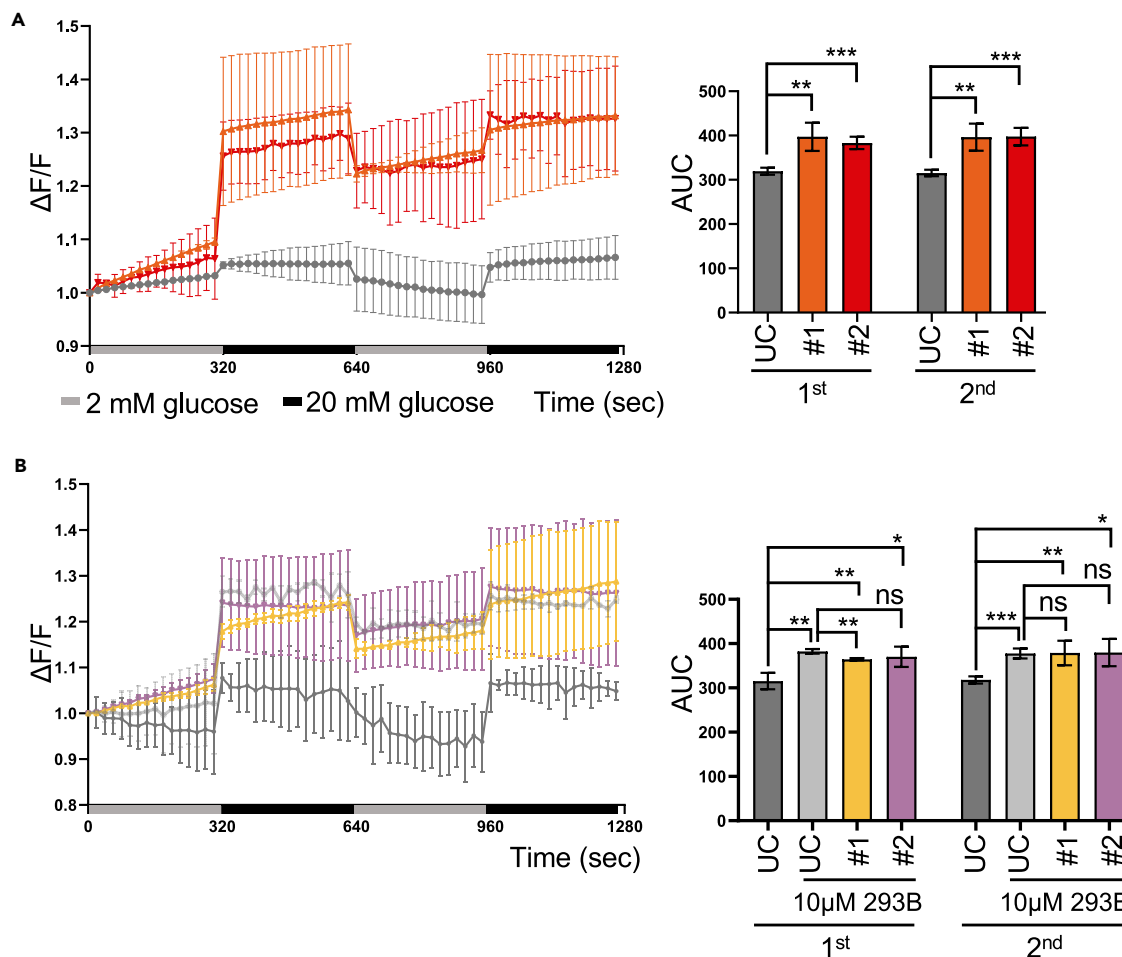 A
1.5
1.4
1.3
1.2
1.1
1.0
0.9
ΔF/F
0
320
640
960
1280
2 mM glucose
20 mM glucose
Time (sec)
500
400
300
200
100
0
AUC
**
***
**
***
UC
#1
#2
UC
#1
#2
1st
2nd
B
1.5
1.4
1.3
1.2
1.1
1.0
0.9
0.8
ΔF/F
0
320
640
960
1280
Time (sec)
500
400
300
200
100
0
AUC
*
**
ns
**
**
*
**
ns
***
ns
UC
UC
#1
#2
UC
UC
#1
#2
10μM 293B
10μM 293B
1st
2nd